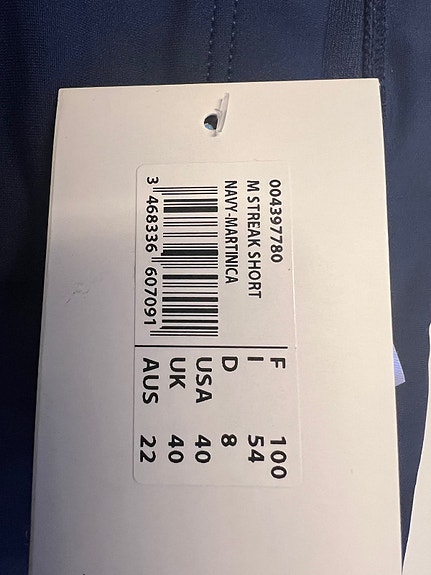 004397780
M STREAK SHORT
NAVY-MARTINICA
3 468336 607091
F 100
I 54
D 8
USA 40
UK 40
AUS 22